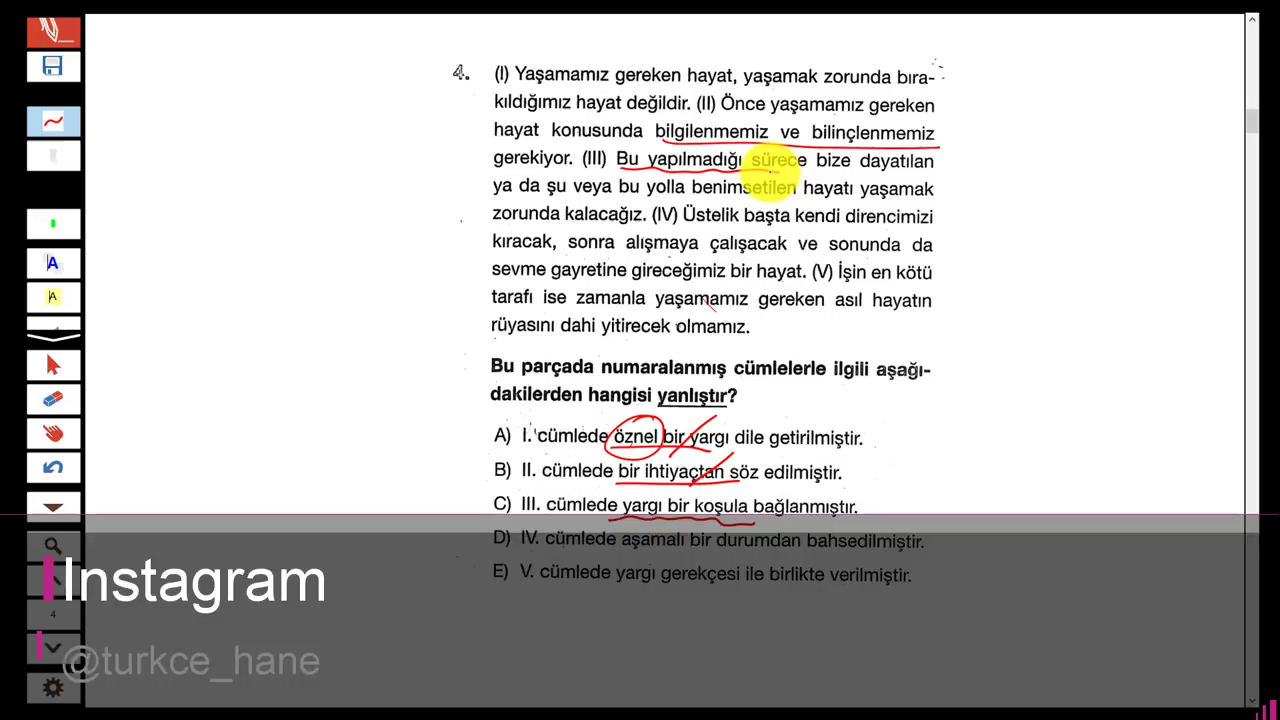 4. (I) Yaşamamız gereken hayat, yaşamak zorunda bıra-
kıldığımız hayat değildir. (II) Önce yaşamamız gereken
hayat konusunda bilgilenmemiz ve bilinçlenmemiz
gerekiyor. (III) Bu yapılmadığı sürece bize dayatılan
ya da şu veya bu yolla benimsetilen hayatı yaşamak
zorunda kalacağız. (IV) Üstelik başta kendi direncimizi
kıracak, sonra alışmaya çalışacak ve sonunda da
sevme gayretine gireceğimiz bir hayat. (V) İşin en kötü
tarafı ise zamanla yaşamamız gereken asıl hayatın
rüyasını dahi yitirecek olmamız.
Bu parçada numaralanmış cümlelerle ilgili aşağı-
dakilerden hangisi yanlıştır?
A) I. cümlede öznel bir yargı dile getirilmiştir.
B) II. cümlede bir ihtiyaçtan söz edilmiştir.
C) III. cümlede yargı bir koşula bağlanmıştır.
D) IV. cümlede aşamalı bir durumdan bahsedilmiştir.
E) V. cümlede yargı gerekçesi ile birlikte verilmiştir.
A
A
4
Instagram
@turkce_hane